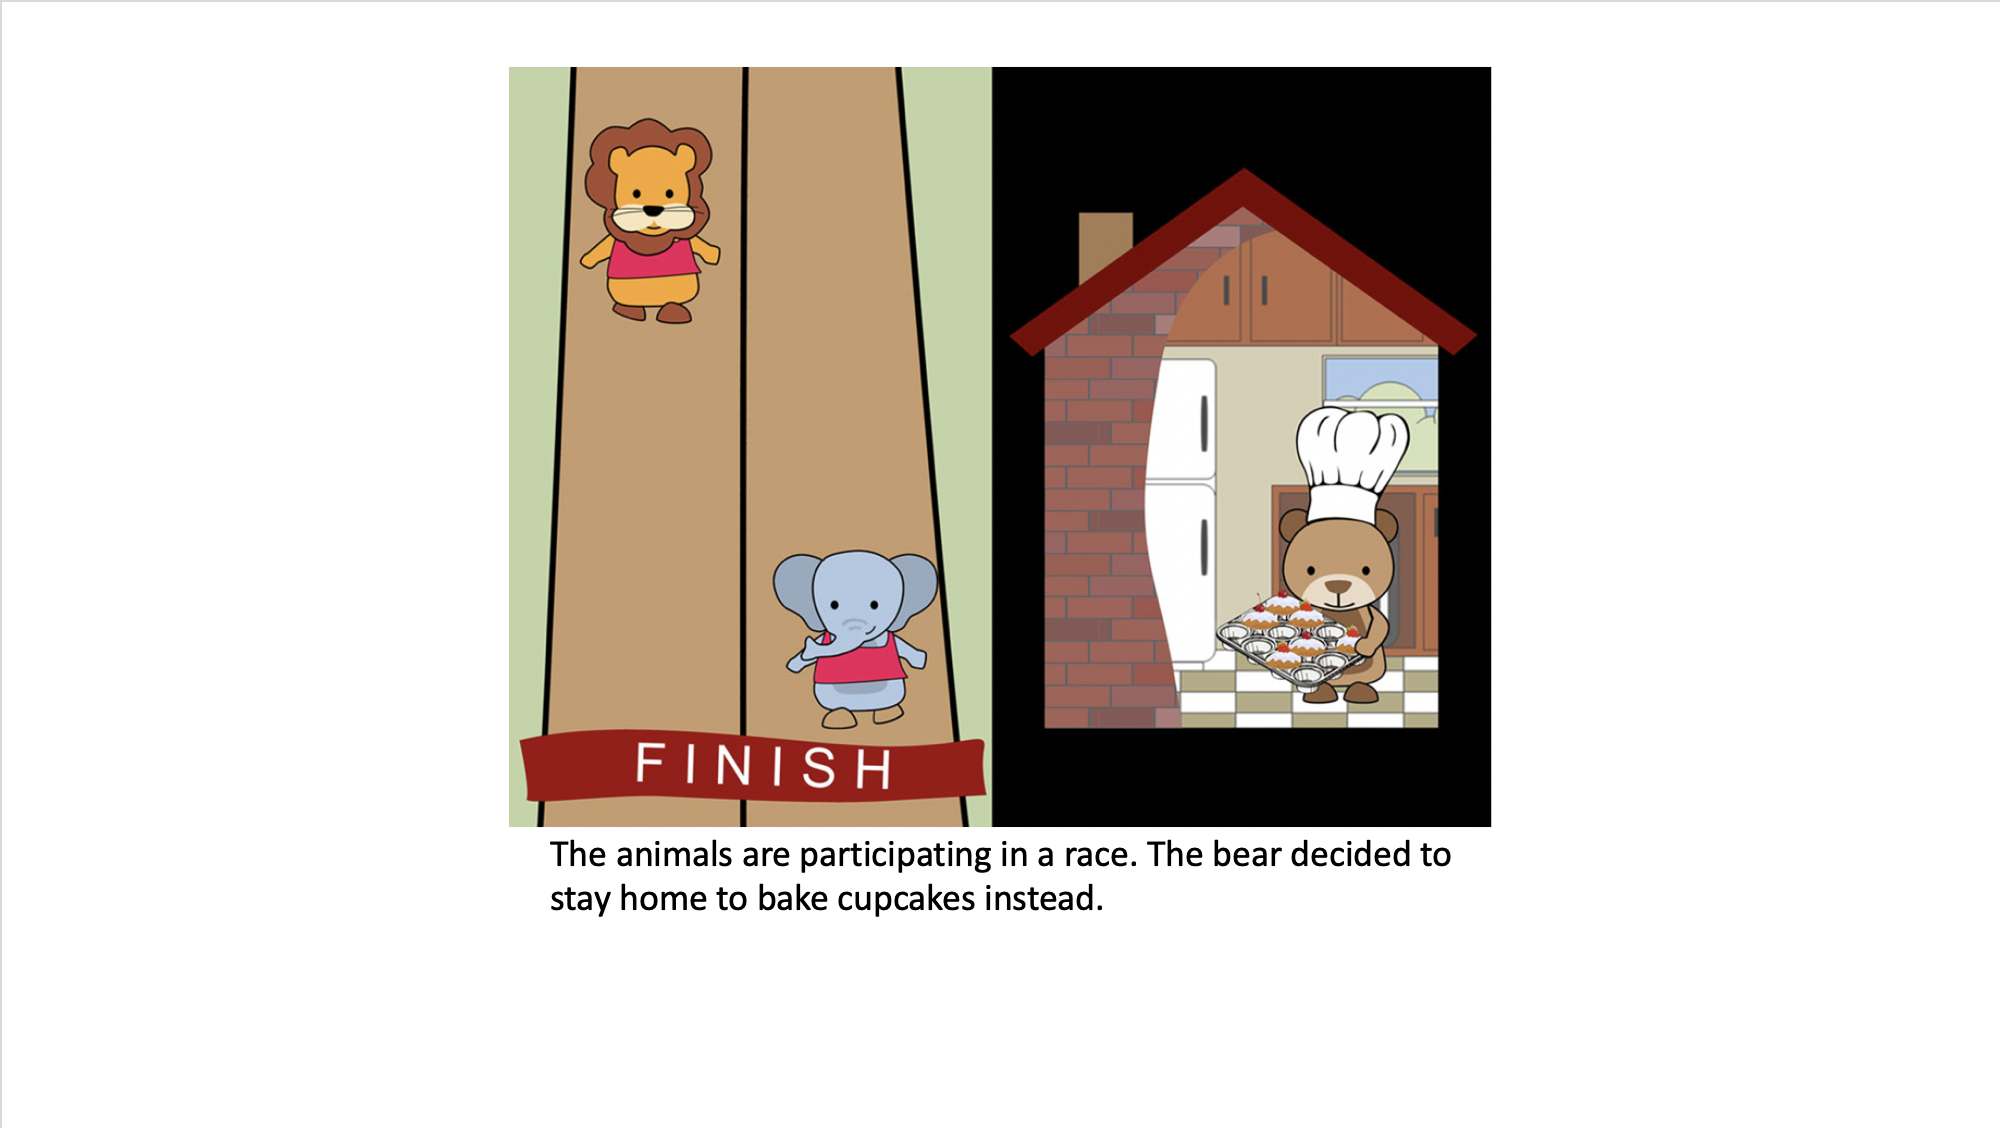 FINISH
The animals are participating in a race. The bear decided to
stay home to bake cupcakes instead.